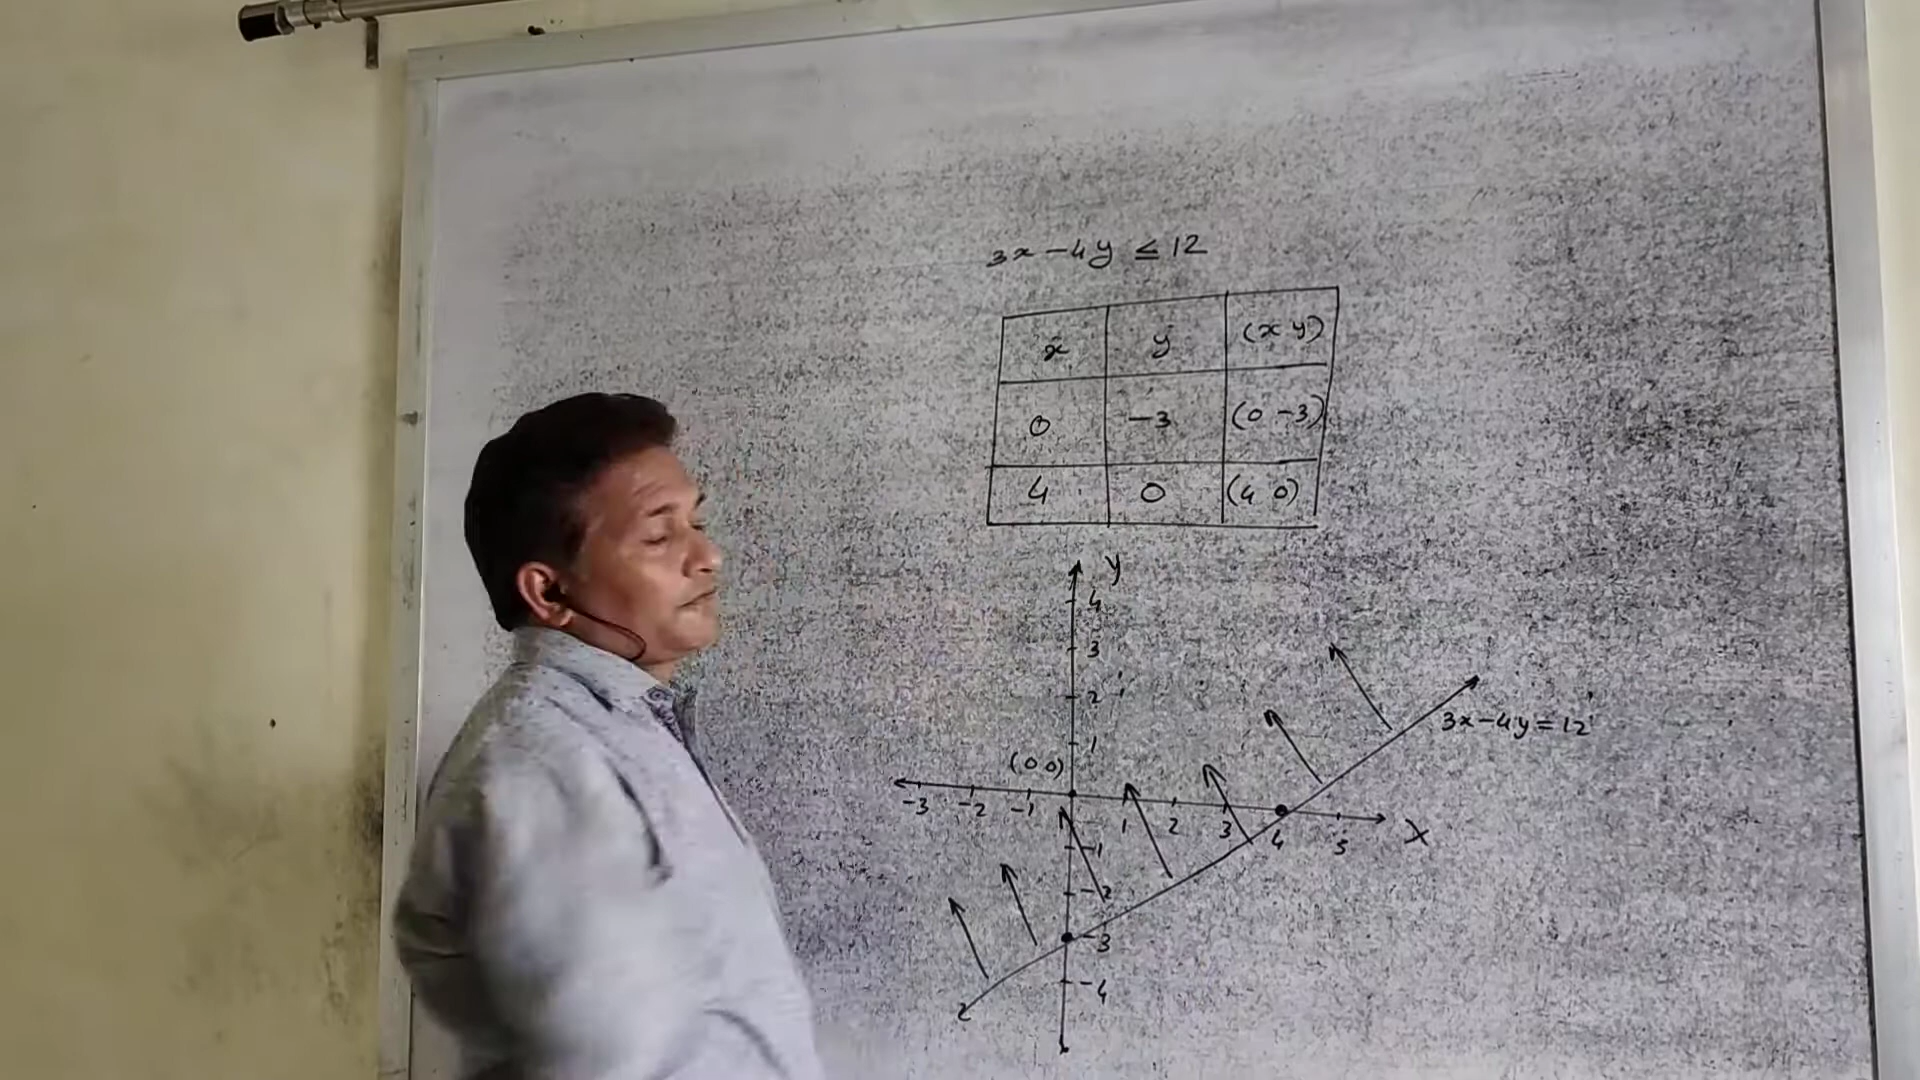 3x-4y ≤ 12
x y (x y)
0 -3 (0 -3)
4 0 (4 0)
Y
4
3
2
1
(0 0)
-3 -2 -1 1 2 3 4 5 X
-1
-2
-3
-4
3x-4y=12